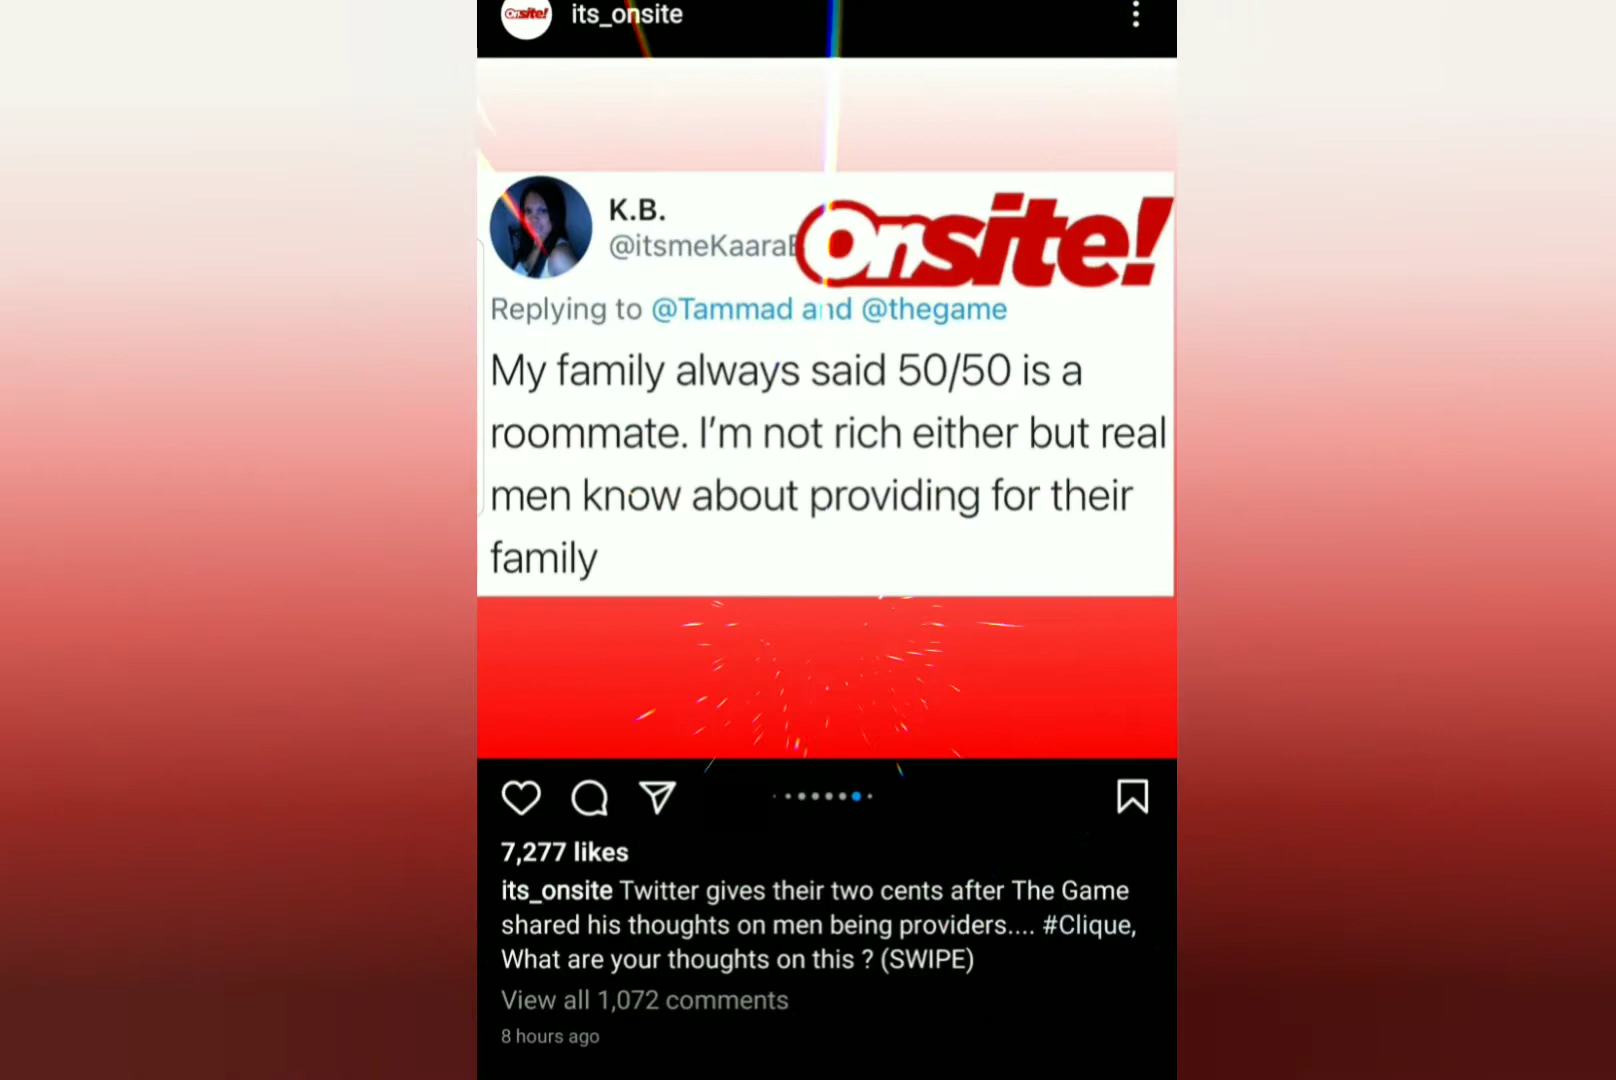 Onsite!
its_onsite
K.B.
@itsmeKaara
Onsite!
Replying to @Tammad and @thegame
My family always said 50/50 is a
roommate. I'm not rich either but real
men know about providing for their
family
7,277 likes
its_onsite Twitter gives their two cents after The Game
shared his thoughts on men being providers.... #Clique,
What are your thoughts on this ? (SWIPE)
View all 1,072 comments
8 hours ago